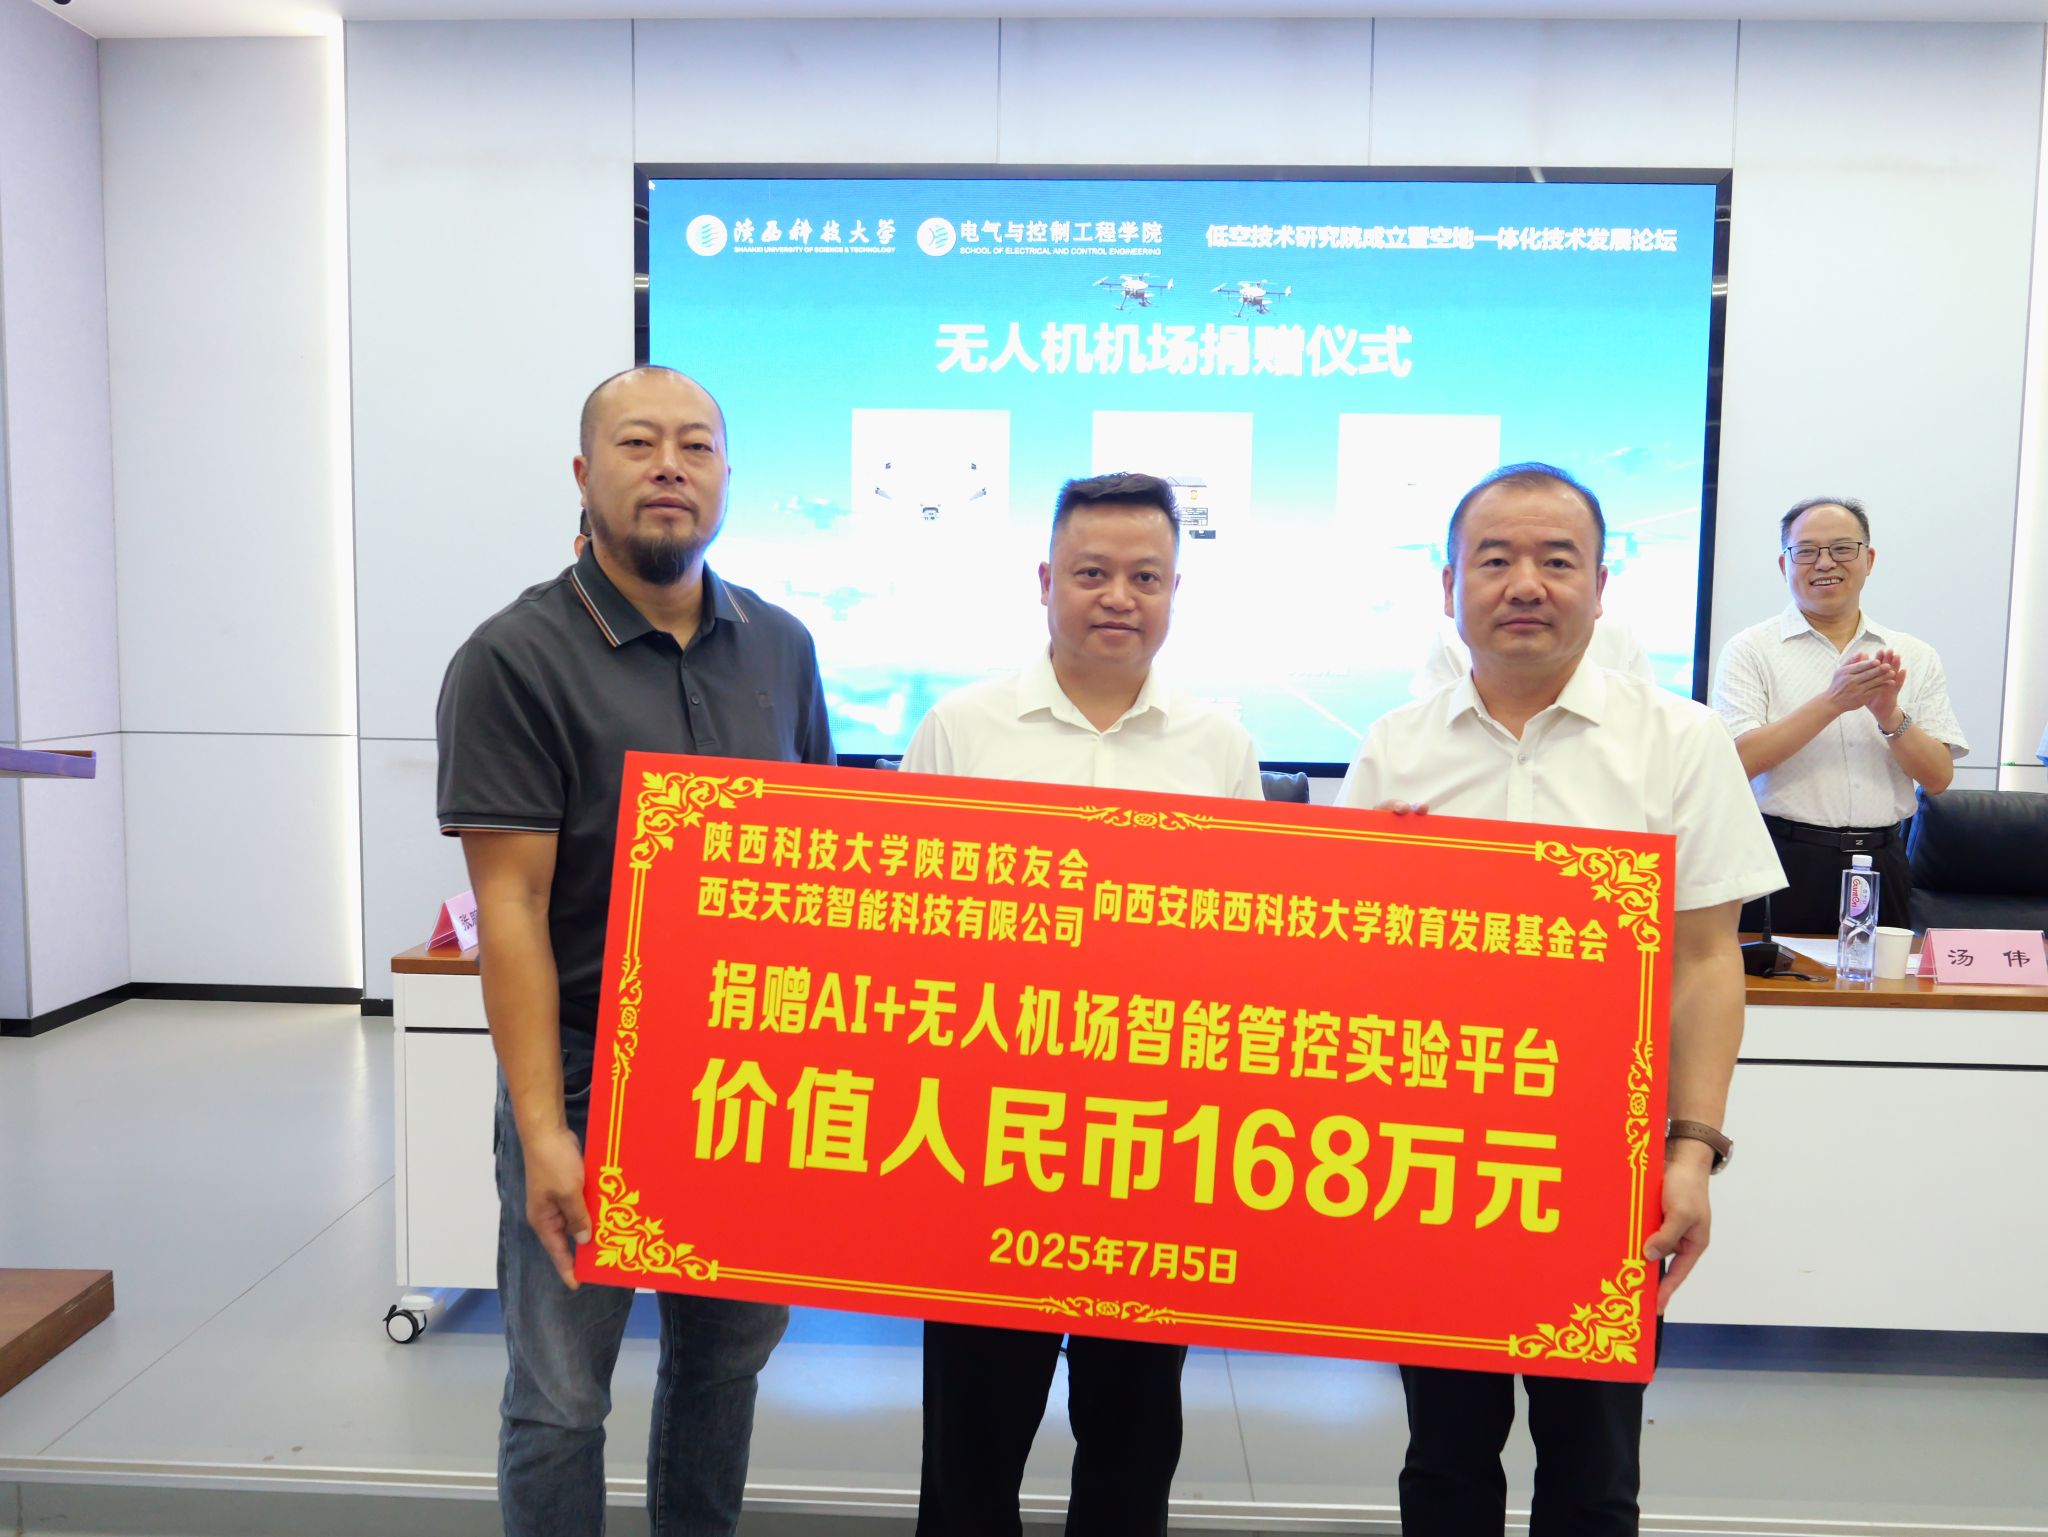 陕西科技大学
SHAANXI UNIVERSITY OF SCIENCE & TECHNOLOGY
电气与控制工程学院
SCHOOL OF ELECTRICAL AND CONTROL ENGINEERING
低空技术研究院成立暨空地一体化技术发展论坛
无人机机场捐赠仪式
陕西科技大学陕西校友会
西安天茂智能科技有限公司
向西安陕西科技大学教育发展基金会
捐赠AI+无人机场智能管控实验平台
价值人民币168万元
2025年7月5日
张
汤 伟